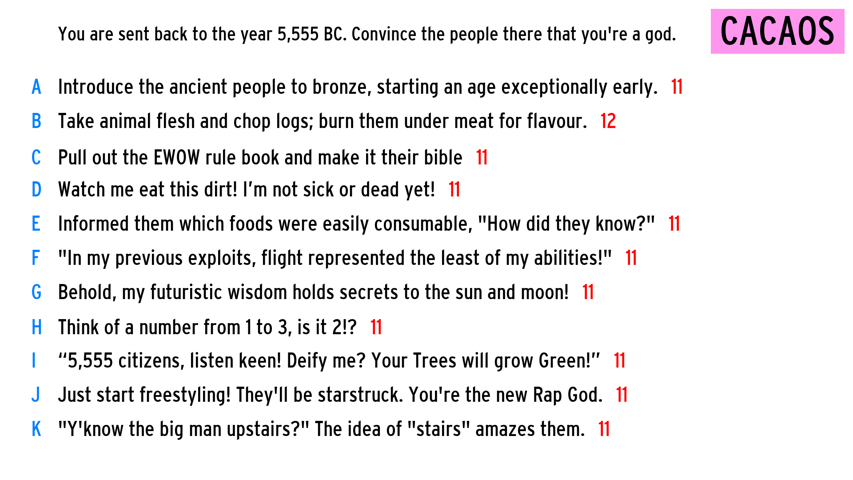 You are sent back to the year 5,555 BC. Convince the people there that you're a god.
CACAOS
A Introduce the ancient people to bronze, starting an age exceptionally early. 11
B Take animal flesh and chop logs; burn them under meat for flavour. 12
C Pull out the EWOW rule book and make it their bible 11
D Watch me eat this dirt! I’m not sick or dead yet! 11
E Informed them which foods were easily consumable, "How did they know?" 11
F "In my previous exploits, flight represented the least of my abilities!" 11
G Behold, my futuristic wisdom holds secrets to the sun and moon! 11
H Think of a number from 1 to 3, is it 2!? 11
I “5,555 citizens, listen keen! Deify me? Your Trees will grow Green!” 11
J Just start freestyling! They'll be starstruck. You're the new Rap God. 11
K "Y'know the big man upstairs?" The idea of "stairs" amazes them. 11